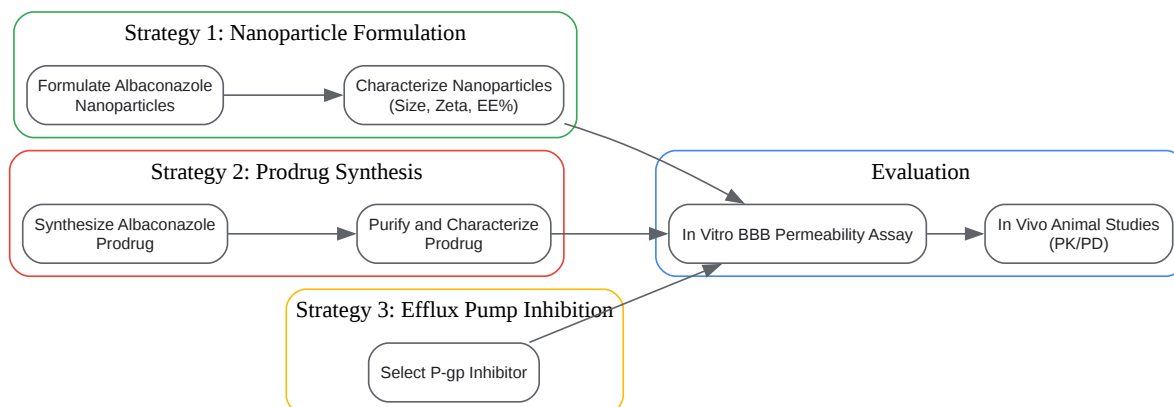 Strategy 1: Nanoparticle Formulation
Formulate Albaconazole
Nanoparticles
Characterize Nanoparticles
(Size, Zeta, EE%)
Strategy 2: Prodrug Synthesis
Synthesize Albaconazole
Prodrug
Purify and Characterize
Prodrug
Evaluation
In Vitro BBB Permeability Assay
In Vivo Animal Studies
(PK/PD)
Strategy 3: Efflux Pump Inhibition
Select P-gp Inhibitor